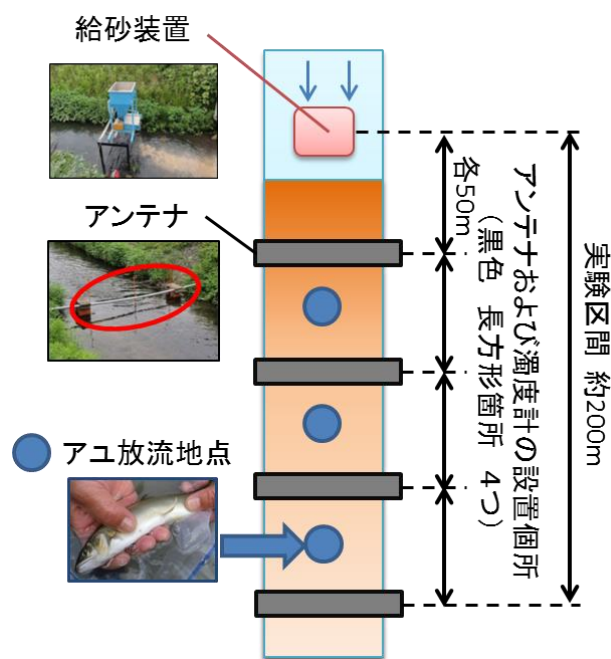 給砂装置
アンテナ
アユ放流地点
各50m
アンテナおよび濁度計の設置個所
(黒色 長方形箇所 4つ)
実験区間 約200m